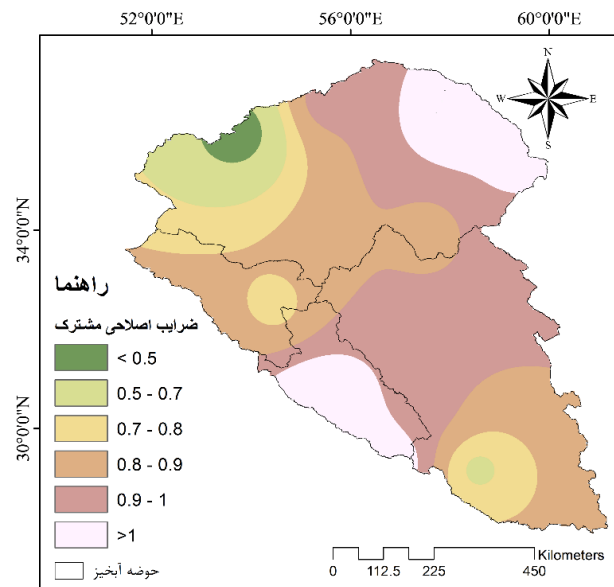 52°0'0"E 56°0'0"E 60°0'0"E
N
W E
S
34°0'0"N
30°0'0"N
راهنما
ضرایب اصلاحی مشترک
< 0.5
0.5 - 0.7
0.7 - 0.8
0.8 - 0.9
0.9 - 1
>1
حوضه آبخیز
Kilometers
0 112.5 225 450